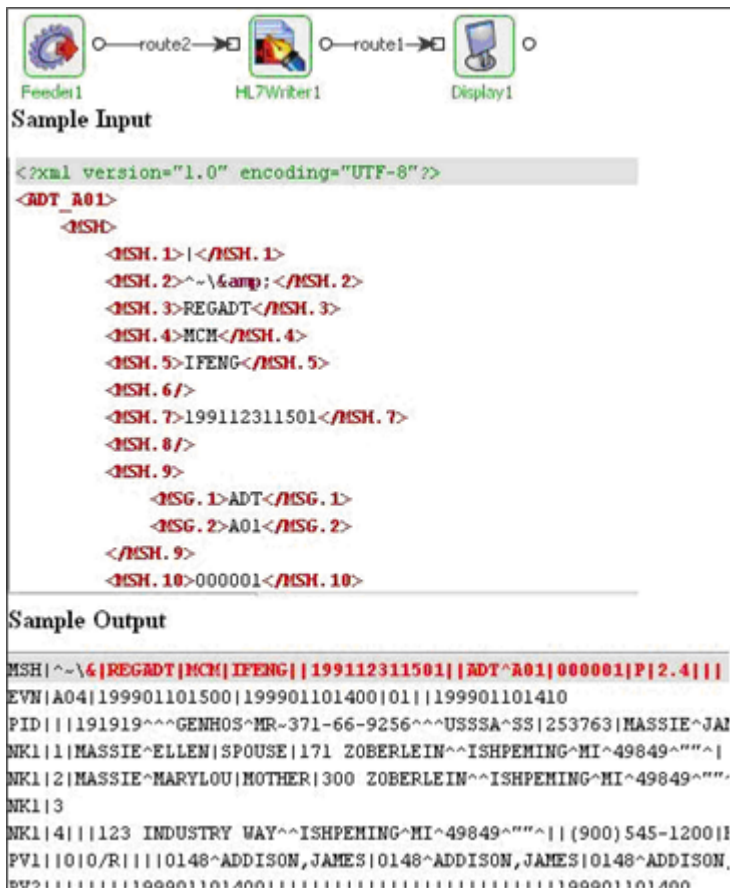 route2 route1
Feeder1 HL7Writer1 Display1
Sample Input
<?xml version="1.0" encoding="UTF-8"?>
<ADT_A01>
<MSH>
<MSH.1>|</MSH.1>
<MSH.2>^~\&amp;</MSH.2>
<MSH.3>REGADT</MSH.3>
<MSH.4>MCM</MSH.4>
<MSH.5>IFENG</MSH.5>
<MSH.6/>
<MSH.7>199112311501</MSH.7>
<MSH.8/>
<MSH.9>
<MSG.1>ADT</MSG.1>
<MSG.2>A01</MSG.2>
</MSH.9>
<MSH.10>000001</MSH.10>
Sample Output
MSH|^~\&|REGADT|MCM|IFENG||199112311501||ADT^A01|000001|P|2.4|||
EVN|A04|199901101500|199901101400|01||199901101410
PID|||191919^^^GENHOS^MR~371-66-9256^^^USSSA^SS|253763|MASSIE^JAM
NK1|1|MASSIE^ELLEN|SPOUSE|171 ZOBERLEIN^^ISHPEMING^MI^49849^""^|
NK1|2|MASSIE^MARYLOU|MOTHER|300 ZOBERLEIN^^ISHPEMING^MI^49849^""^
NK1|3
NK1|4|||123 INDUSTRY WAY^^ISHPEMING^MI^49849^""^||(900)545-1200|
PV1||0|0/R||||0148^ADDISON,JAMES|0148^ADDISON,JAMES|0148^ADDISON,
PV2||||||||199901101400||||||||||||||||||||||||||199901101400